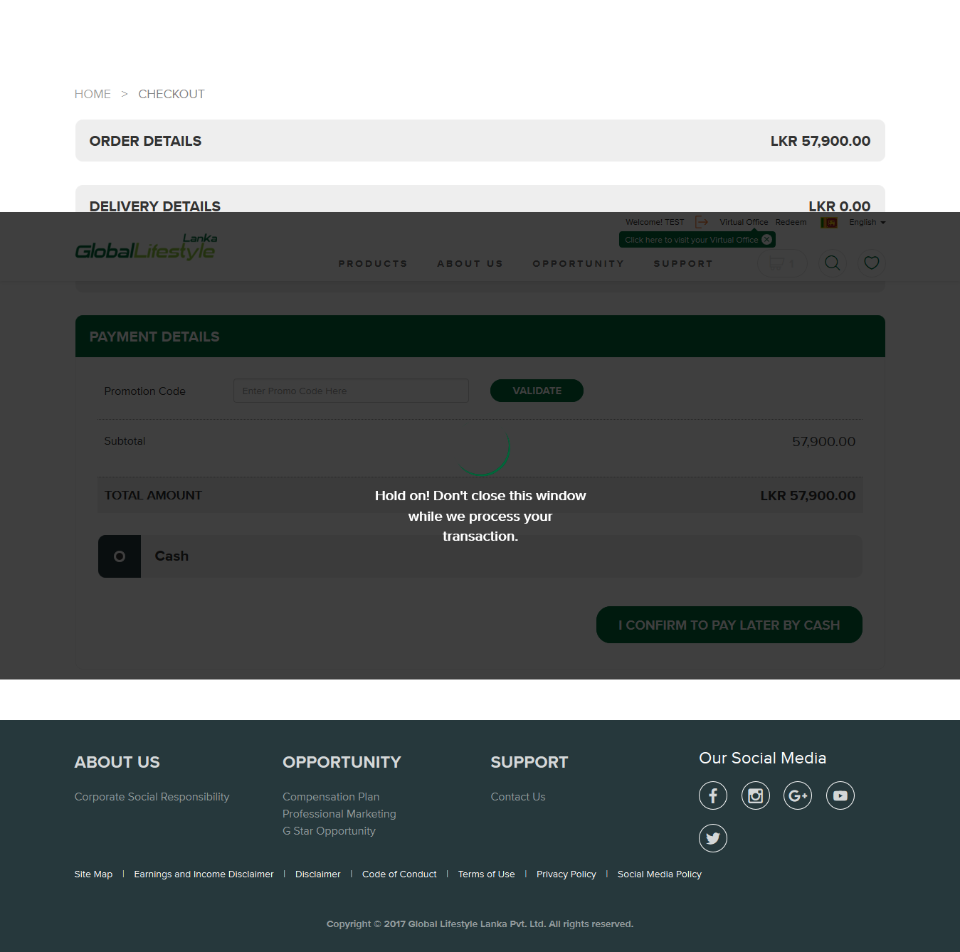 HOME > CHECKOUT
ORDER DETAILS LKR 57,900.00
DELIVERY DETAILS LKR 0.00
Welcome! TEST Virtual Office Redeem English
Click here to visit your Virtual Office
Lanka
GlobalLifestyle
PRODUCTS ABOUT US OPPORTUNITY SUPPORT
PAYMENT DETAILS
Promotion Code Enter Promo Code Here VALIDATE
Subtotal 57,900.00
TOTAL AMOUNT LKR 57,900.00
Hold on! Don't close this window
while we process your
transaction.
Cash
I CONFIRM TO PAY LATER BY CASH
ABOUT US OPPORTUNITY SUPPORT Our Social Media
Corporate Social Responsibility Compensation Plan Contact Us
Professional Marketing
G Star Opportunity
Site Map | Earnings and Income Disclaimer | Disclaimer | Code of Conduct | Terms of Use | Privacy Policy | Social Media Policy
Copyright © 2017 Global Lifestyle Lanka Pvt. Ltd. All rights reserved.